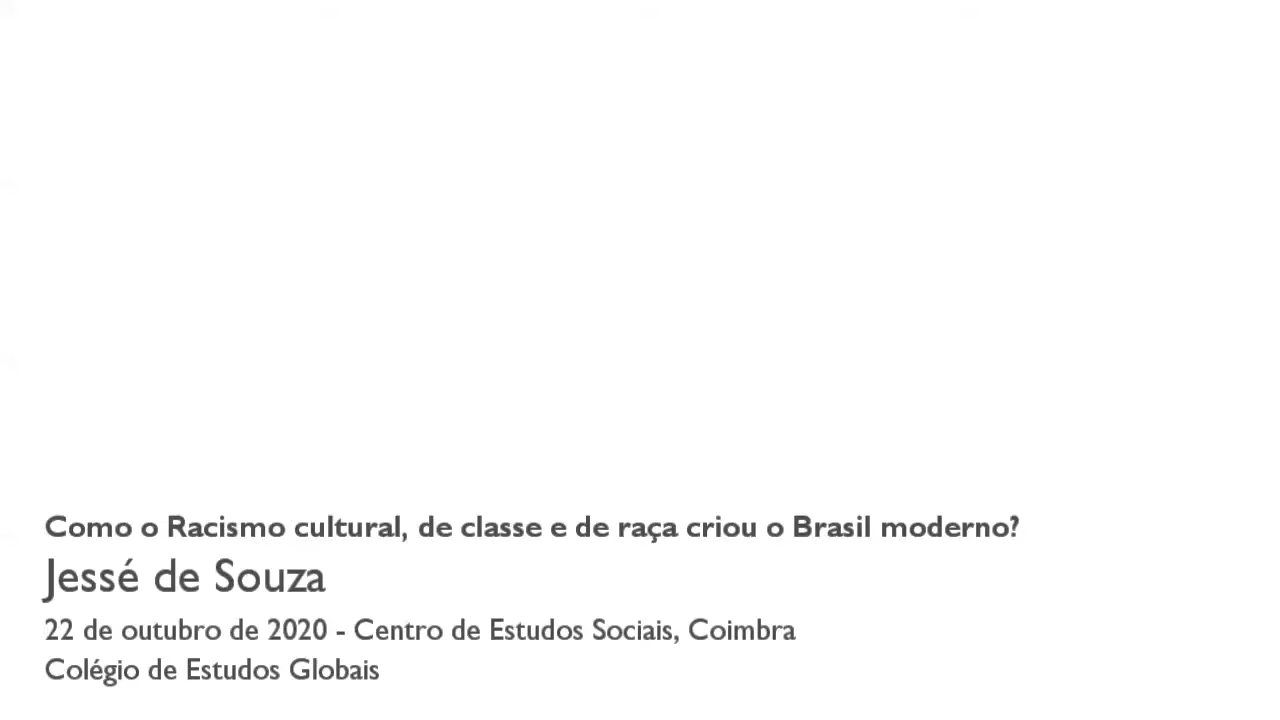 Como o Racismo cultural, de classe e de raça criou o Brasil moderno?
Jessé de Souza
22 de outubro de 2020 - Centro de Estudos Sociais, Coimbra
Colégio de Estudos Globais